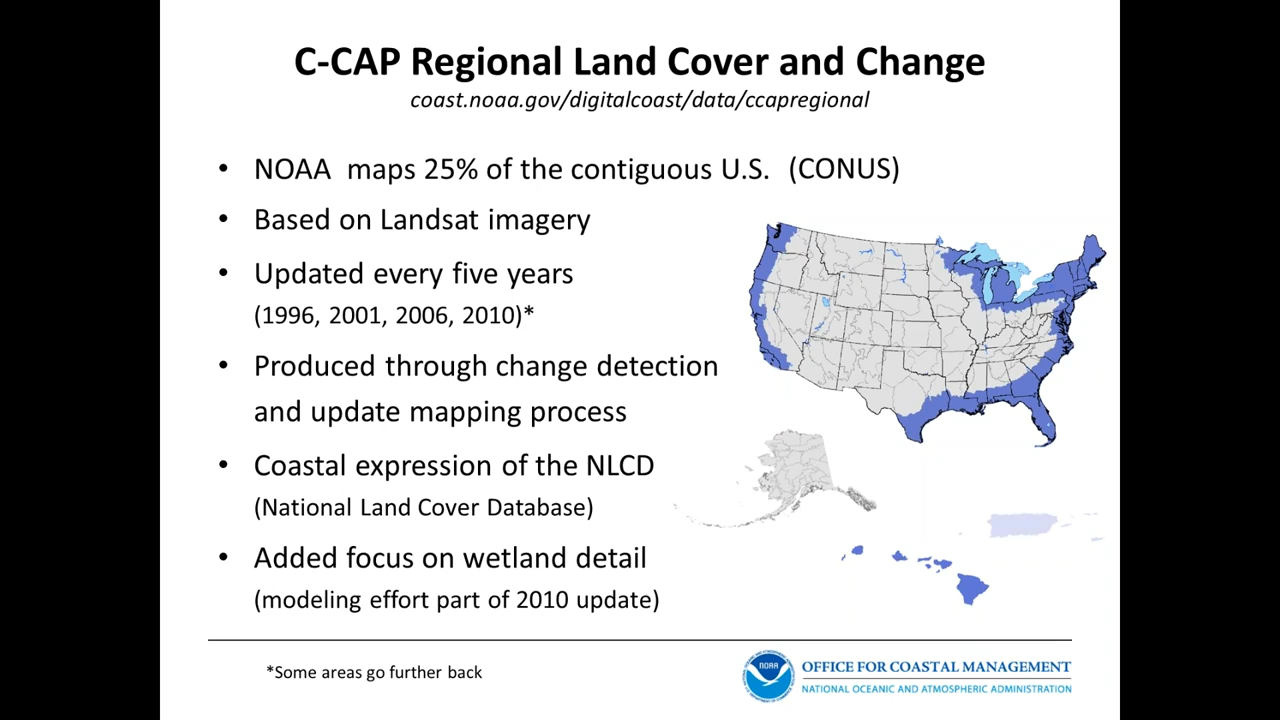 C-CAP Regional Land Cover and Change
coast.noaa.gov/digitalcoast/data/ccapregional
• NOAA  maps 25% of the contiguous U.S.  (CONUS)
• Based on Landsat imagery
• Updated every five years
(1996, 2001, 2006, 2010)*
• Produced through change detection
and update mapping process
• Coastal expression of the NLCD
(National Land Cover Database)
• Added focus on wetland detail
(modeling effort part of 2010 update)
*Some areas go further back
NOAA
OFFICE FOR COASTAL MANAGEMENT
NATIONAL OCEANIC AND ATMOSPHERIC ADMINISTRATION